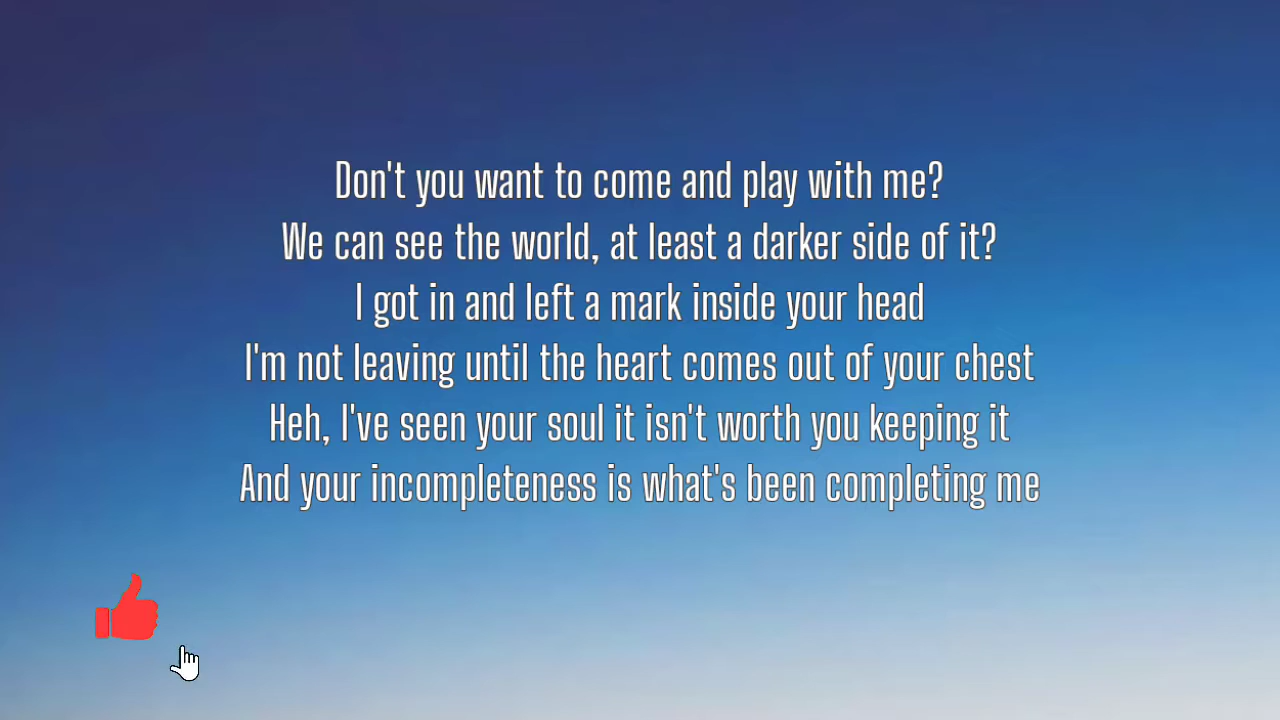 Don't you want to come and play with me?
We can see the world, at least a darker side of it?
I got in and left a mark inside your head
I'm not leaving until the heart comes out of your chest
Heh, I've seen your soul it isn't worth you keeping it
And your incompleteness is what's been completing me